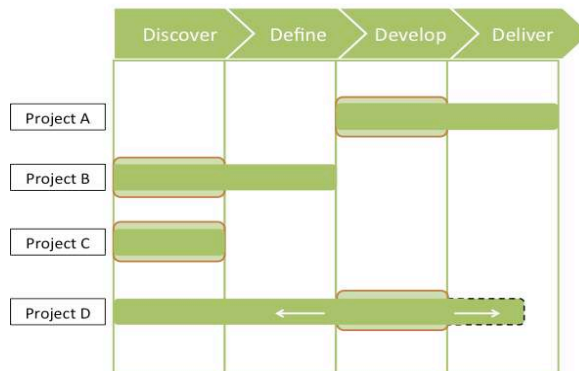 Discover Define Develop Deliver
Project A
Project B
Project C
Project D